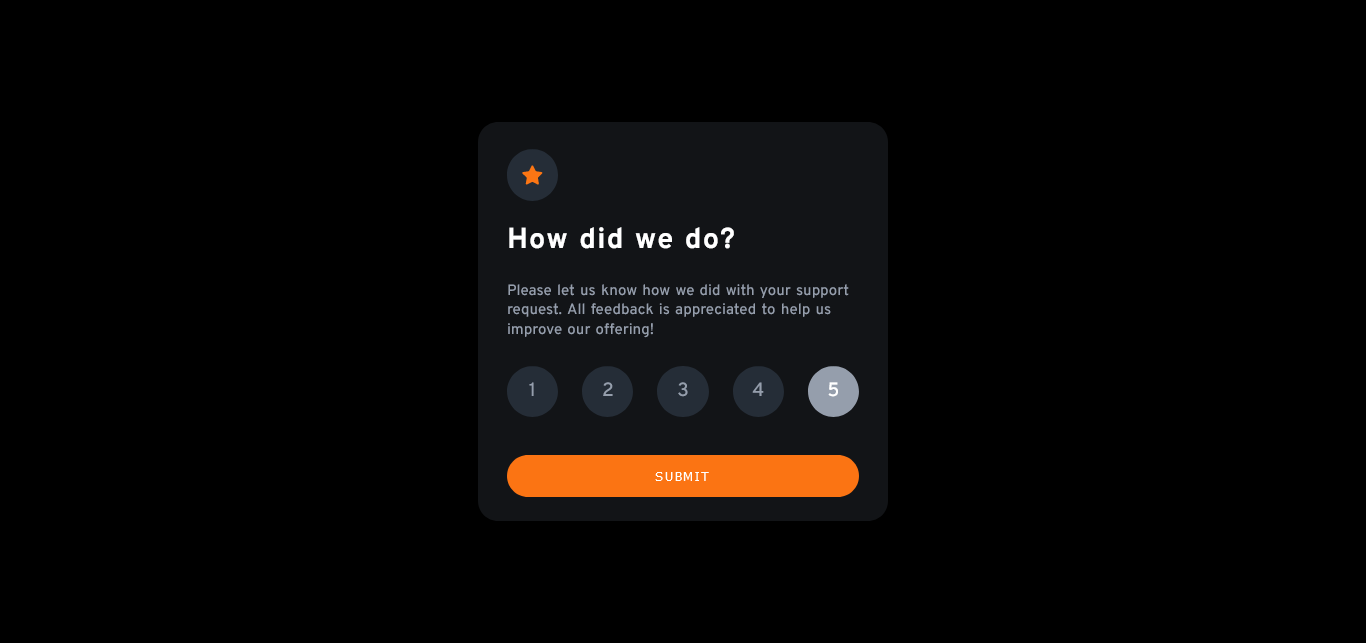 How did we do?
Please let us know how we did with your support
request. All feedback is appreciated to help us
improve our offering!
1 2 3 4 5
SUBMIT